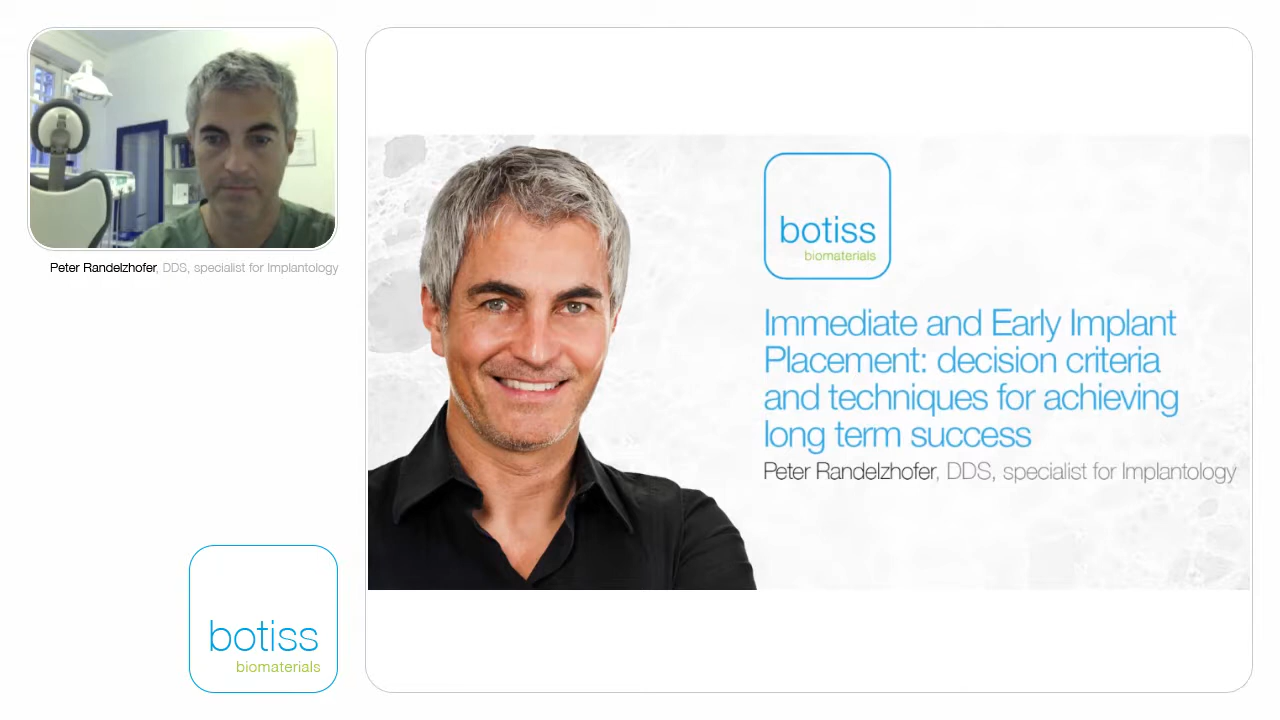 Peter Randelzhofer, DDS, specialist for Implantology
botiss
biomaterials
Immediate and Early Implant
Placement: decision criteria
and techniques for achieving
long term success
Peter Randelzhofer, DDS, specialist for Implantology
botiss
biomaterials